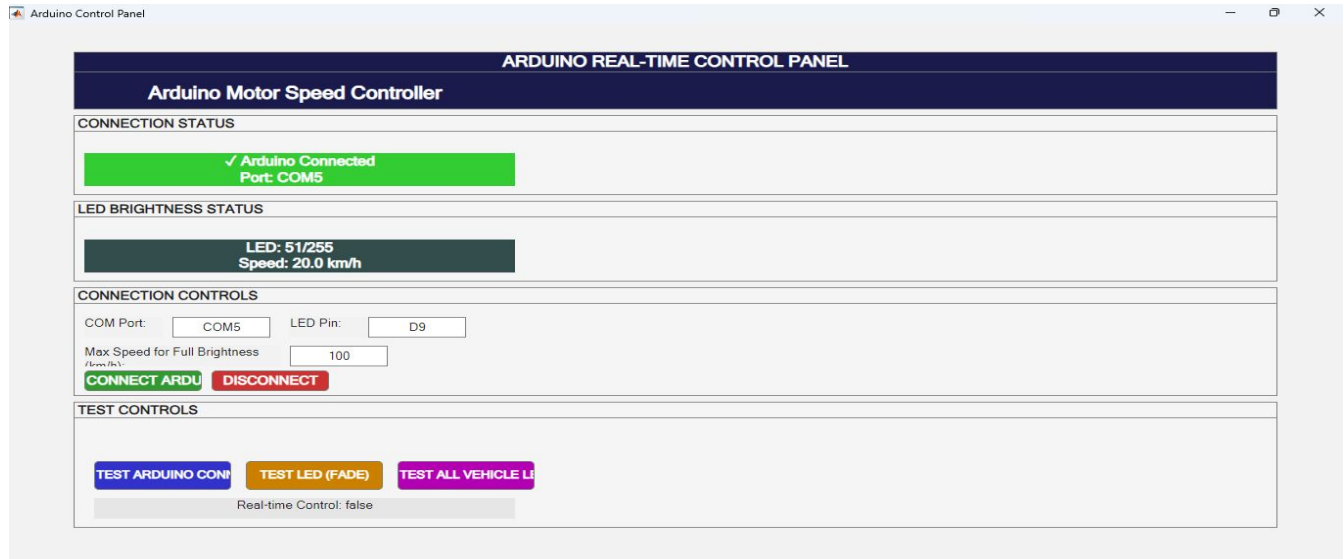 Arduino Control Panel
ARDUINO REAL-TIME CONTROL PANEL
Arduino Motor Speed Controller
CONNECTION STATUS
✓ Arduino Connected
Port: COM5
LED BRIGHTNESS STATUS
LED: 51/255
Speed: 20.0 km/h
CONNECTION CONTROLS
COM Port: COM5 LED Pin: D9
Max Speed for Full Brightness 100
(km/h):
CONNECT ARDU DISCONNECT
TEST CONTROLS
TEST ARDUINO CONN TEST LED (FADE) TEST ALL VEHICLE LE
Real-time Control: false